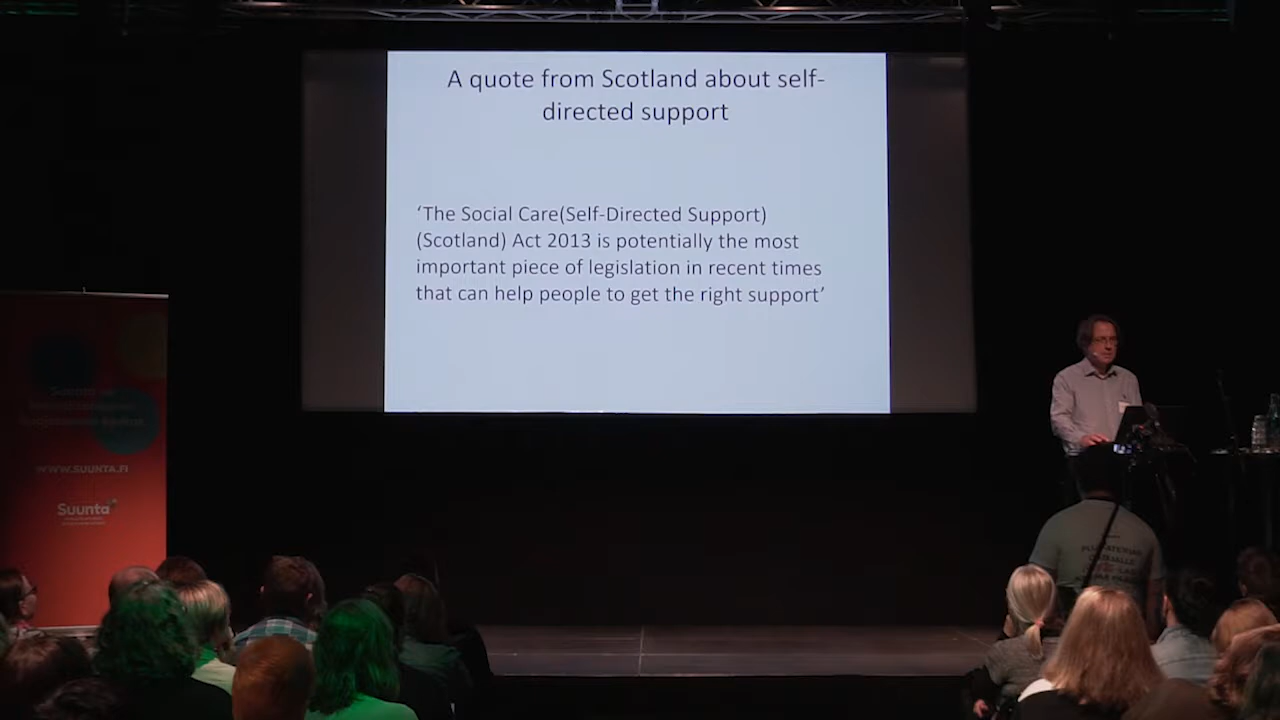 A quote from Scotland about self-
directed support
‘The Social Care(Self-Directed Support)
(Scotland) Act 2013 is potentially the most
important piece of legislation in recent times
that can help people to get the right support’
WWW.SUUNTA.FI
Suunta